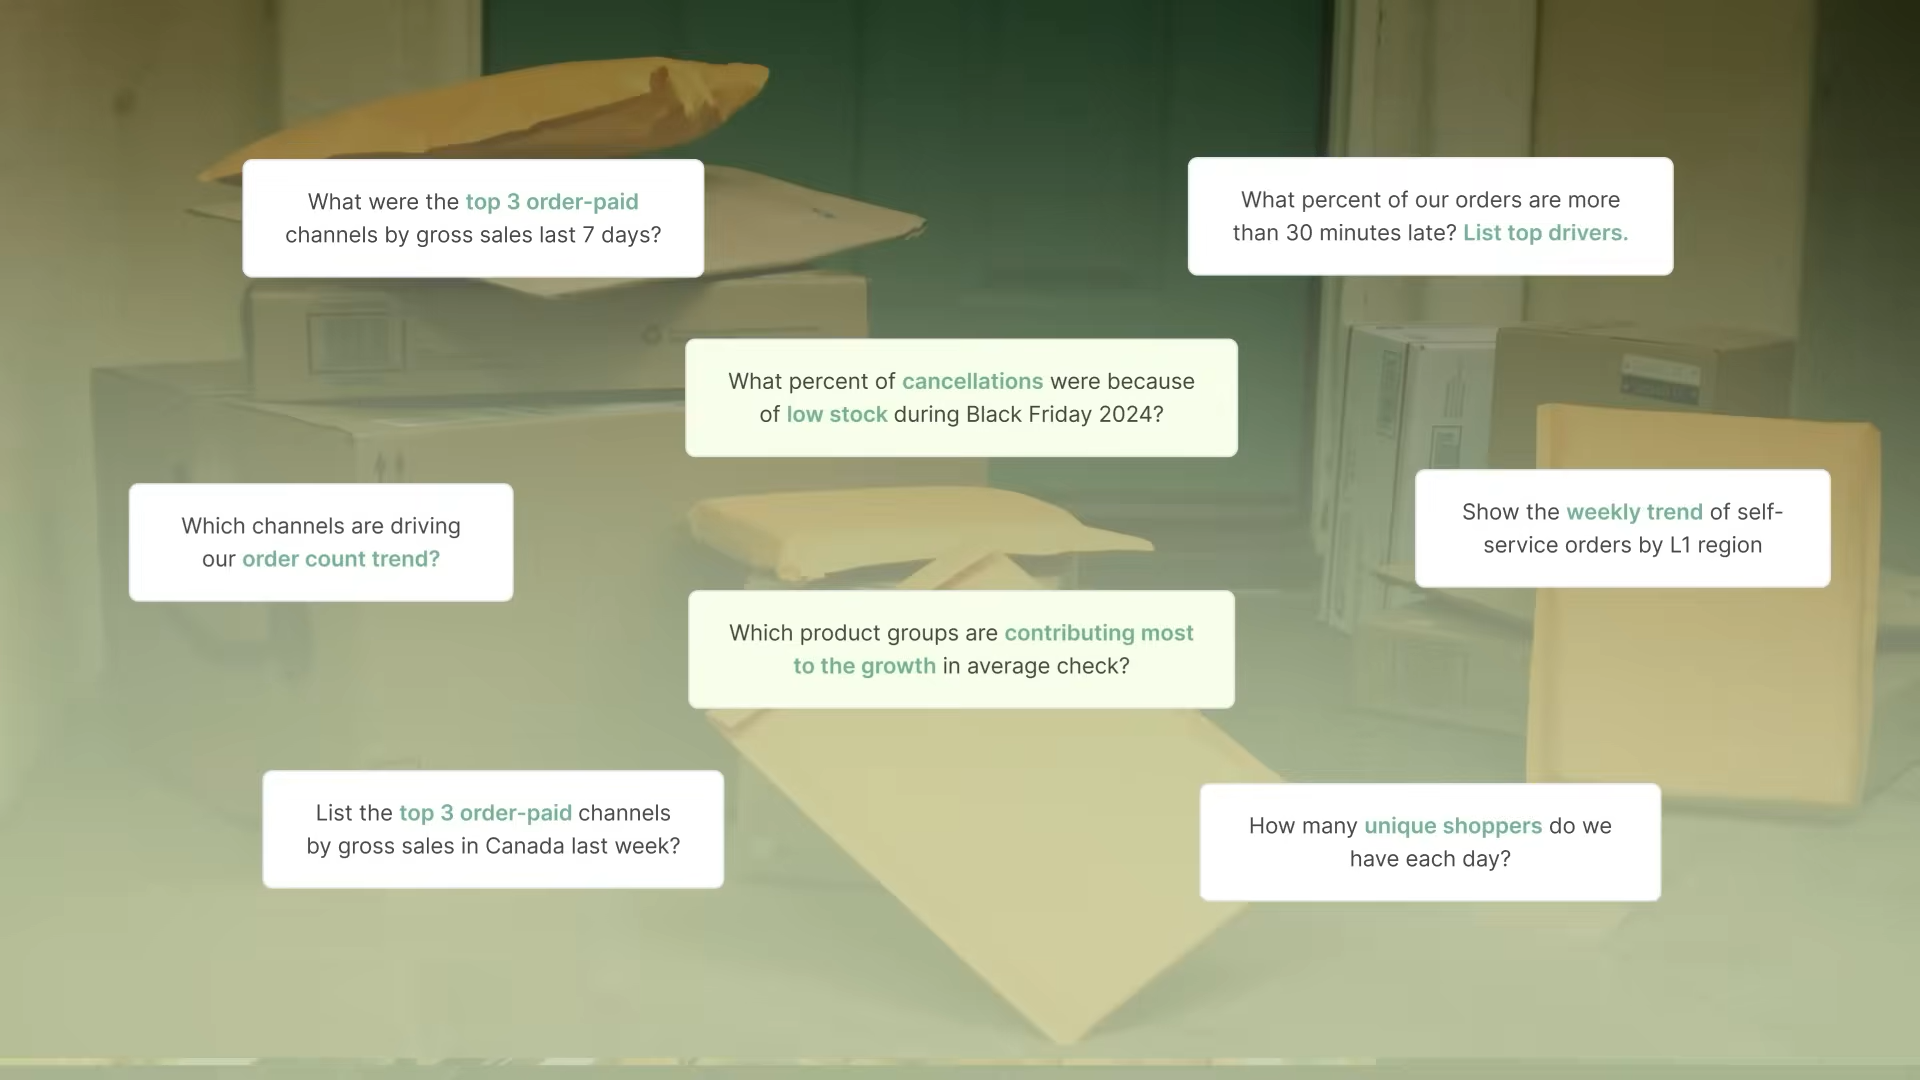 What were the top 3 order-paid
channels by gross sales last 7 days?
What percent of our orders are more
than 30 minutes late? List top drivers.
What percent of cancellations were because
of low stock during Black Friday 2024?
Which channels are driving
our order count trend?
Show the weekly trend of self-
service orders by L1 region
Which product groups are contributing most
to the growth in average check?
List the top 3 order-paid channels
by gross sales in Canada last week?
How many unique shoppers do we
have each day?